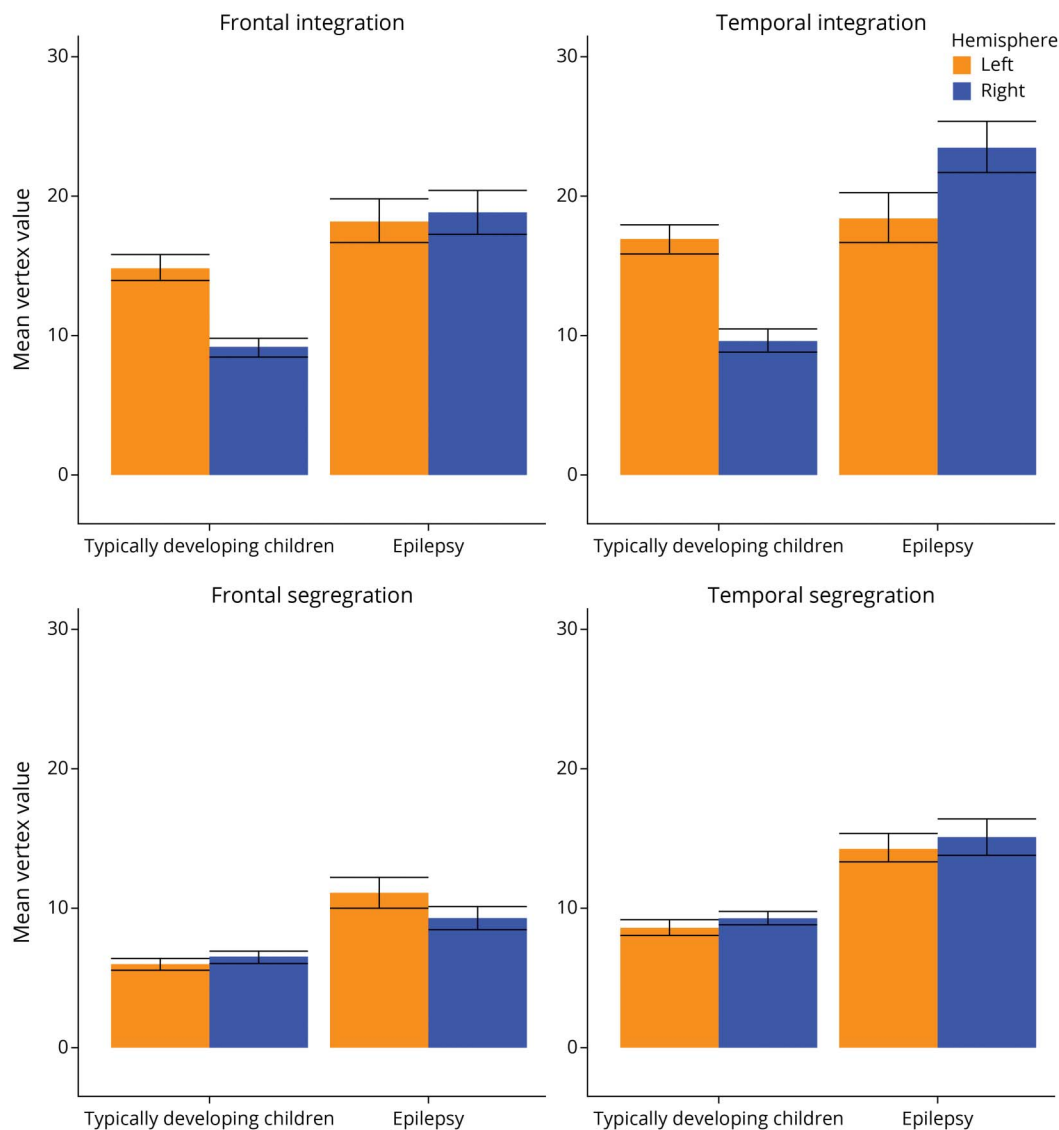 Frontal integration
Mean vertex value
30
20
10
0
Typically developing children
Epilepsy
Temporal integration
Hemisphere
Left
Right
30
20
10
0
Typically developing children
Epilepsy
Frontal segregration
Mean vertex value
30
20
10
0
Typically developing children
Epilepsy
Temporal segregration
30
20
10
0
Typically developing children
Epilepsy